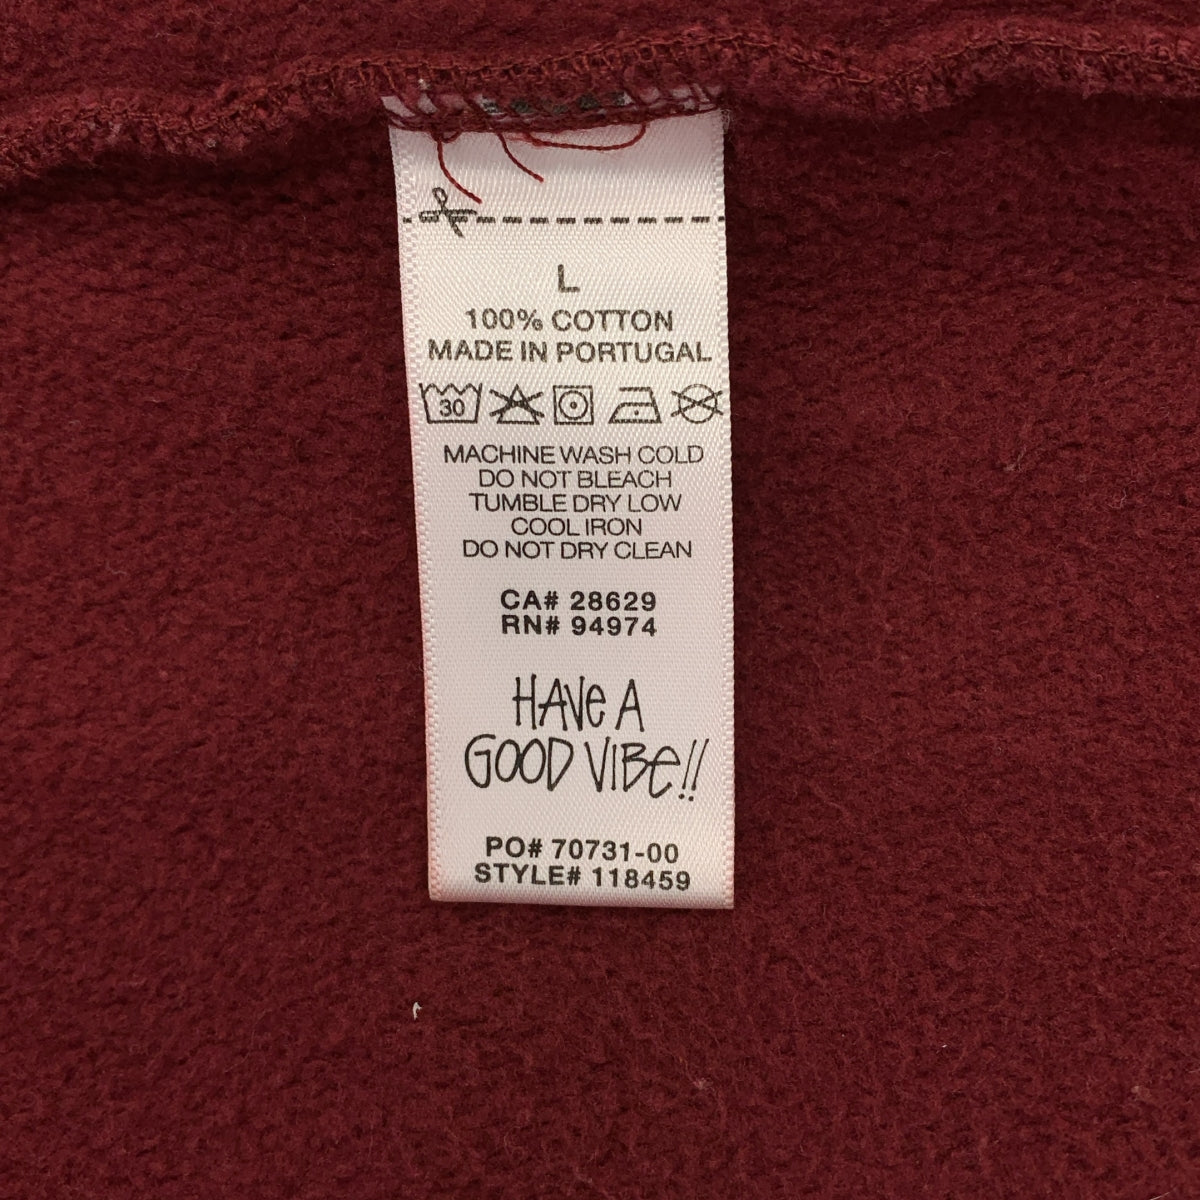 L
100% COTTON
MADE IN PORTUGAL
30
MACHINE WASH COLD
DO NOT BLEACH
TUMBLE DRY LOW
COOL IRON
DO NOT DRY CLEAN
CA# 28629
RN# 94974
HAVe A
GOOD VIBe!!
PO# 70731-00
STYLE# 118459